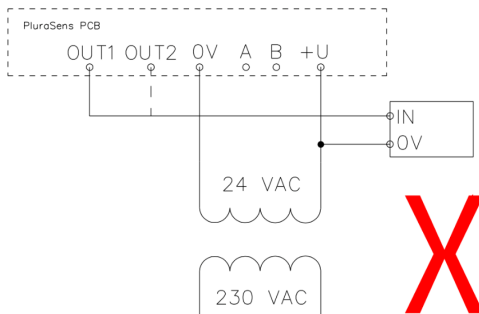 PluraSens PCB
OUT1 OUT2 0V A B +U
IN
0V
24 VAC
230 VAC
X